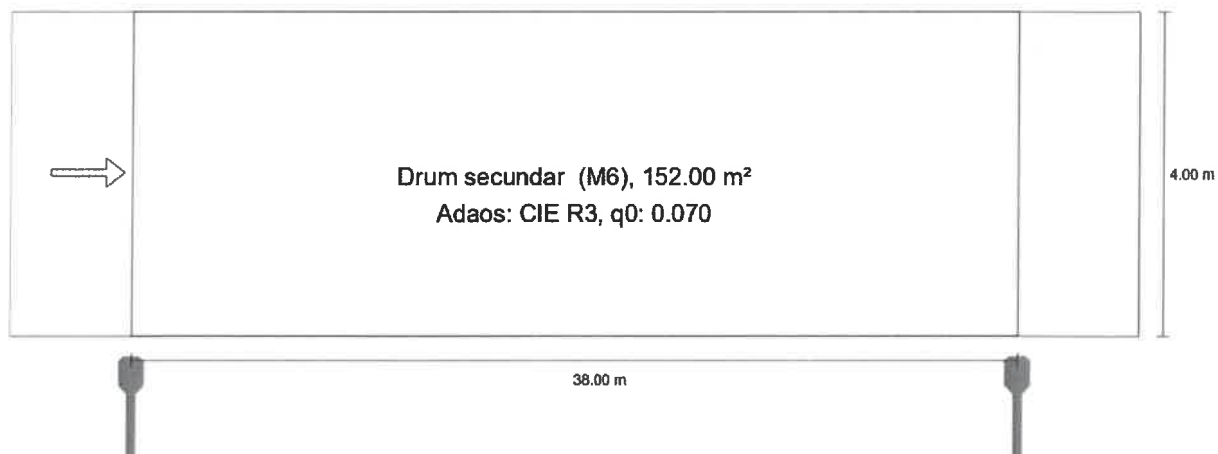 Drum secundar (M6), 152.00 m²
Adaos: CIE R3, q0: 0.070
4.00 m
38.00 m